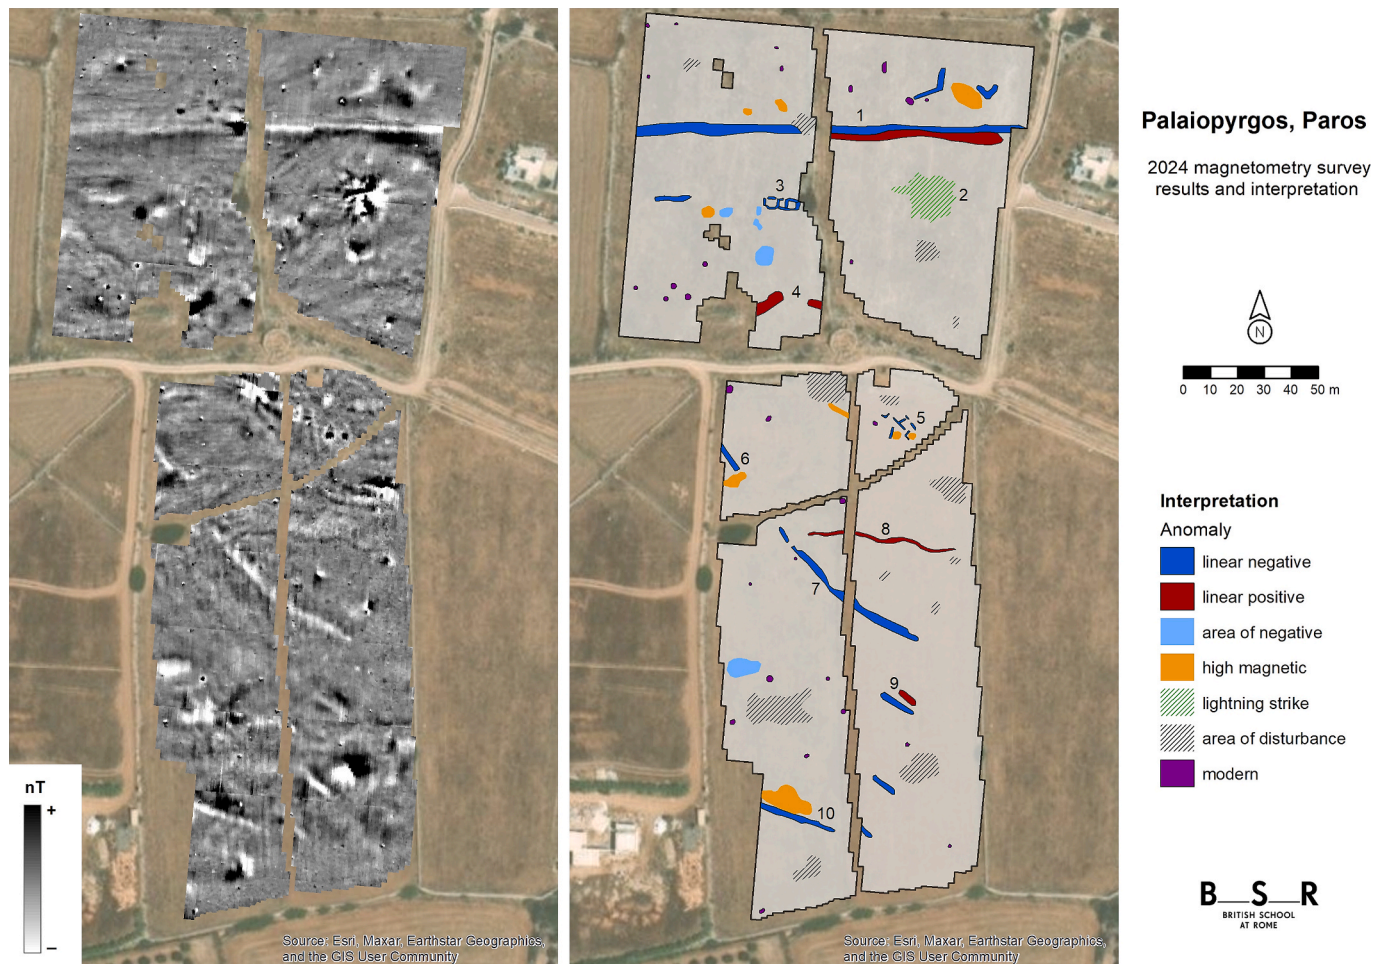 nT
+
–
Source: Esri, Maxar, Earthstar Geographics,
and the GIS User Community
1
2
3
4
5
6
7
8
9
10
Source: Esri, Maxar, Earthstar Geographics,
and the GIS User Community
Palaiopyrgos, Paros
2024 magnetometry survey
results and interpretation
N
0 10 20 30 40 50 m
Interpretation
Anomaly
linear negative
linear positive
area of negative
high magnetic
lightning strike
area of disturbance
modern
B__S__R
BRITISH SCHOOL
AT ROME